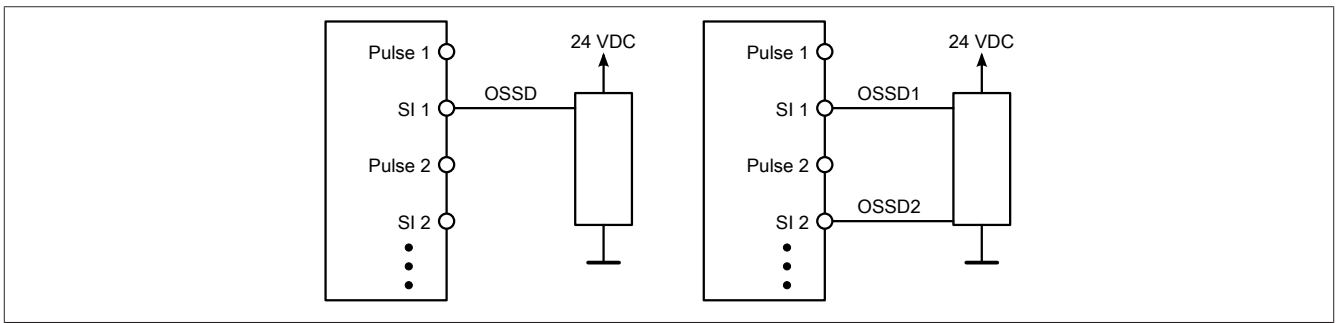 24 VDC
Pulse 1
OSSD
SI 1
Pulse 2
SI 2
24 VDC
Pulse 1
OSSD1
SI 1
Pulse 2
OSSD2
SI 2